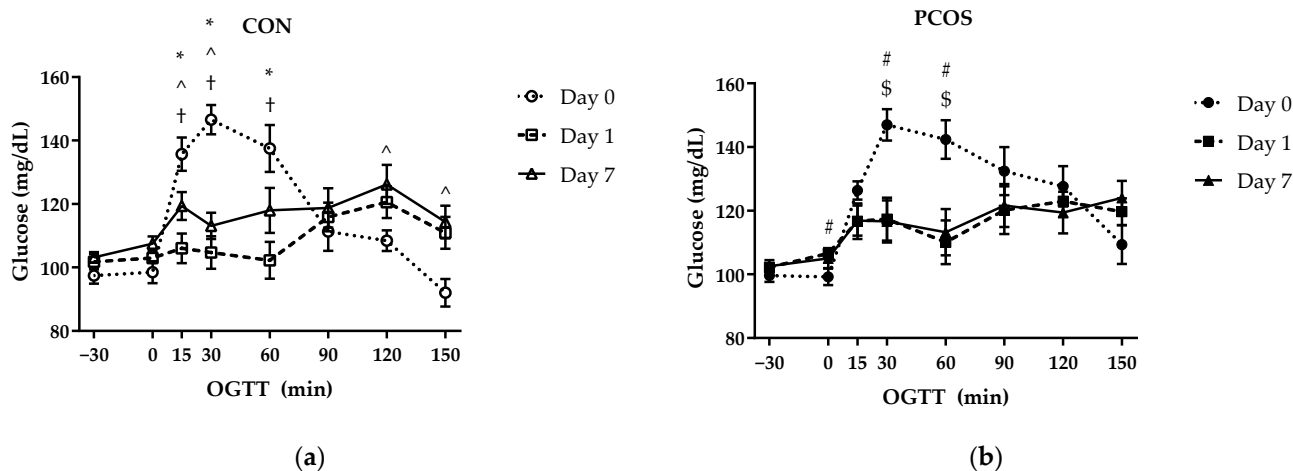 CON
*
^
†
*
^
†
*
†
^
^
Glucose (mg/dL)
160
140
120
100
80
−30 0 15 30 60 90 120 150
OGTT (min)
Day 0
Day 1
Day 7
(a)
PCOS
#
#
$
#
$
Glucose (mg/dL)
160
140
120
100
80
−30 0 15 30 60 90 120 150
OGTT (min)
Day 0
Day 1
Day 7
(b)